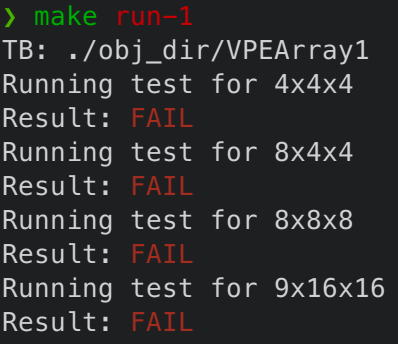 ❯ make run-1
TB: ./obj_dir/VPEArray1
Running test for 4x4x4
Result: FAIL
Running test for 8x4x4
Result: FAIL
Running test for 8x8x8
Result: FAIL
Running test for 9x16x16
Result: FAIL